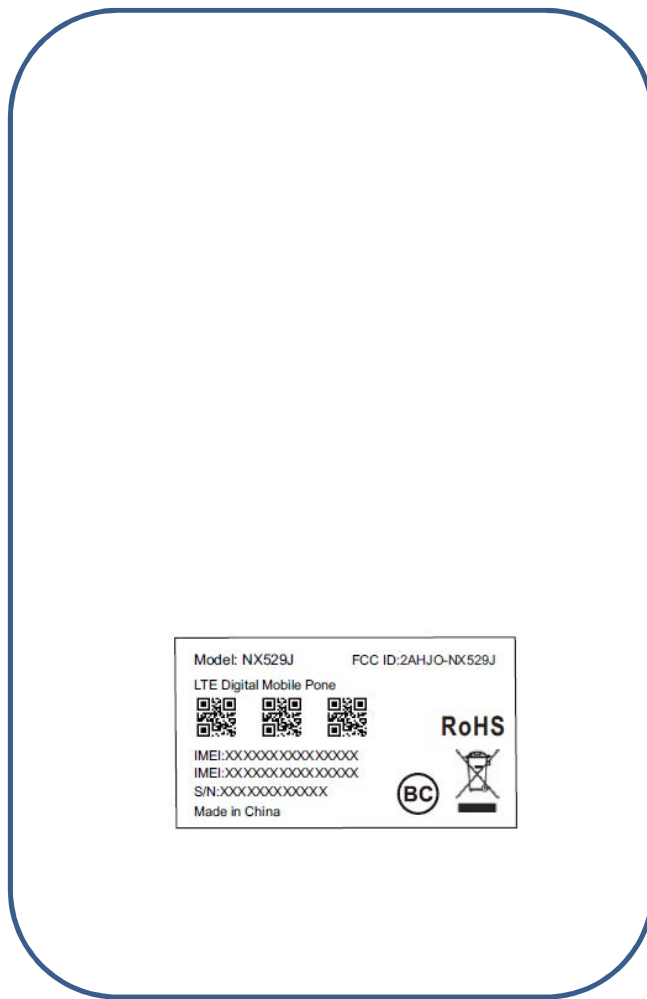 Model: NX529J FCC ID:2AHJO-NX529J
LTE Digital Mobile Pone
RoHS
IMEI:XXXXXXXXXXXXXXX
IMEI:XXXXXXXXXXXXXXX
S/N:XXXXXXXXXXXX
BC
Made in China